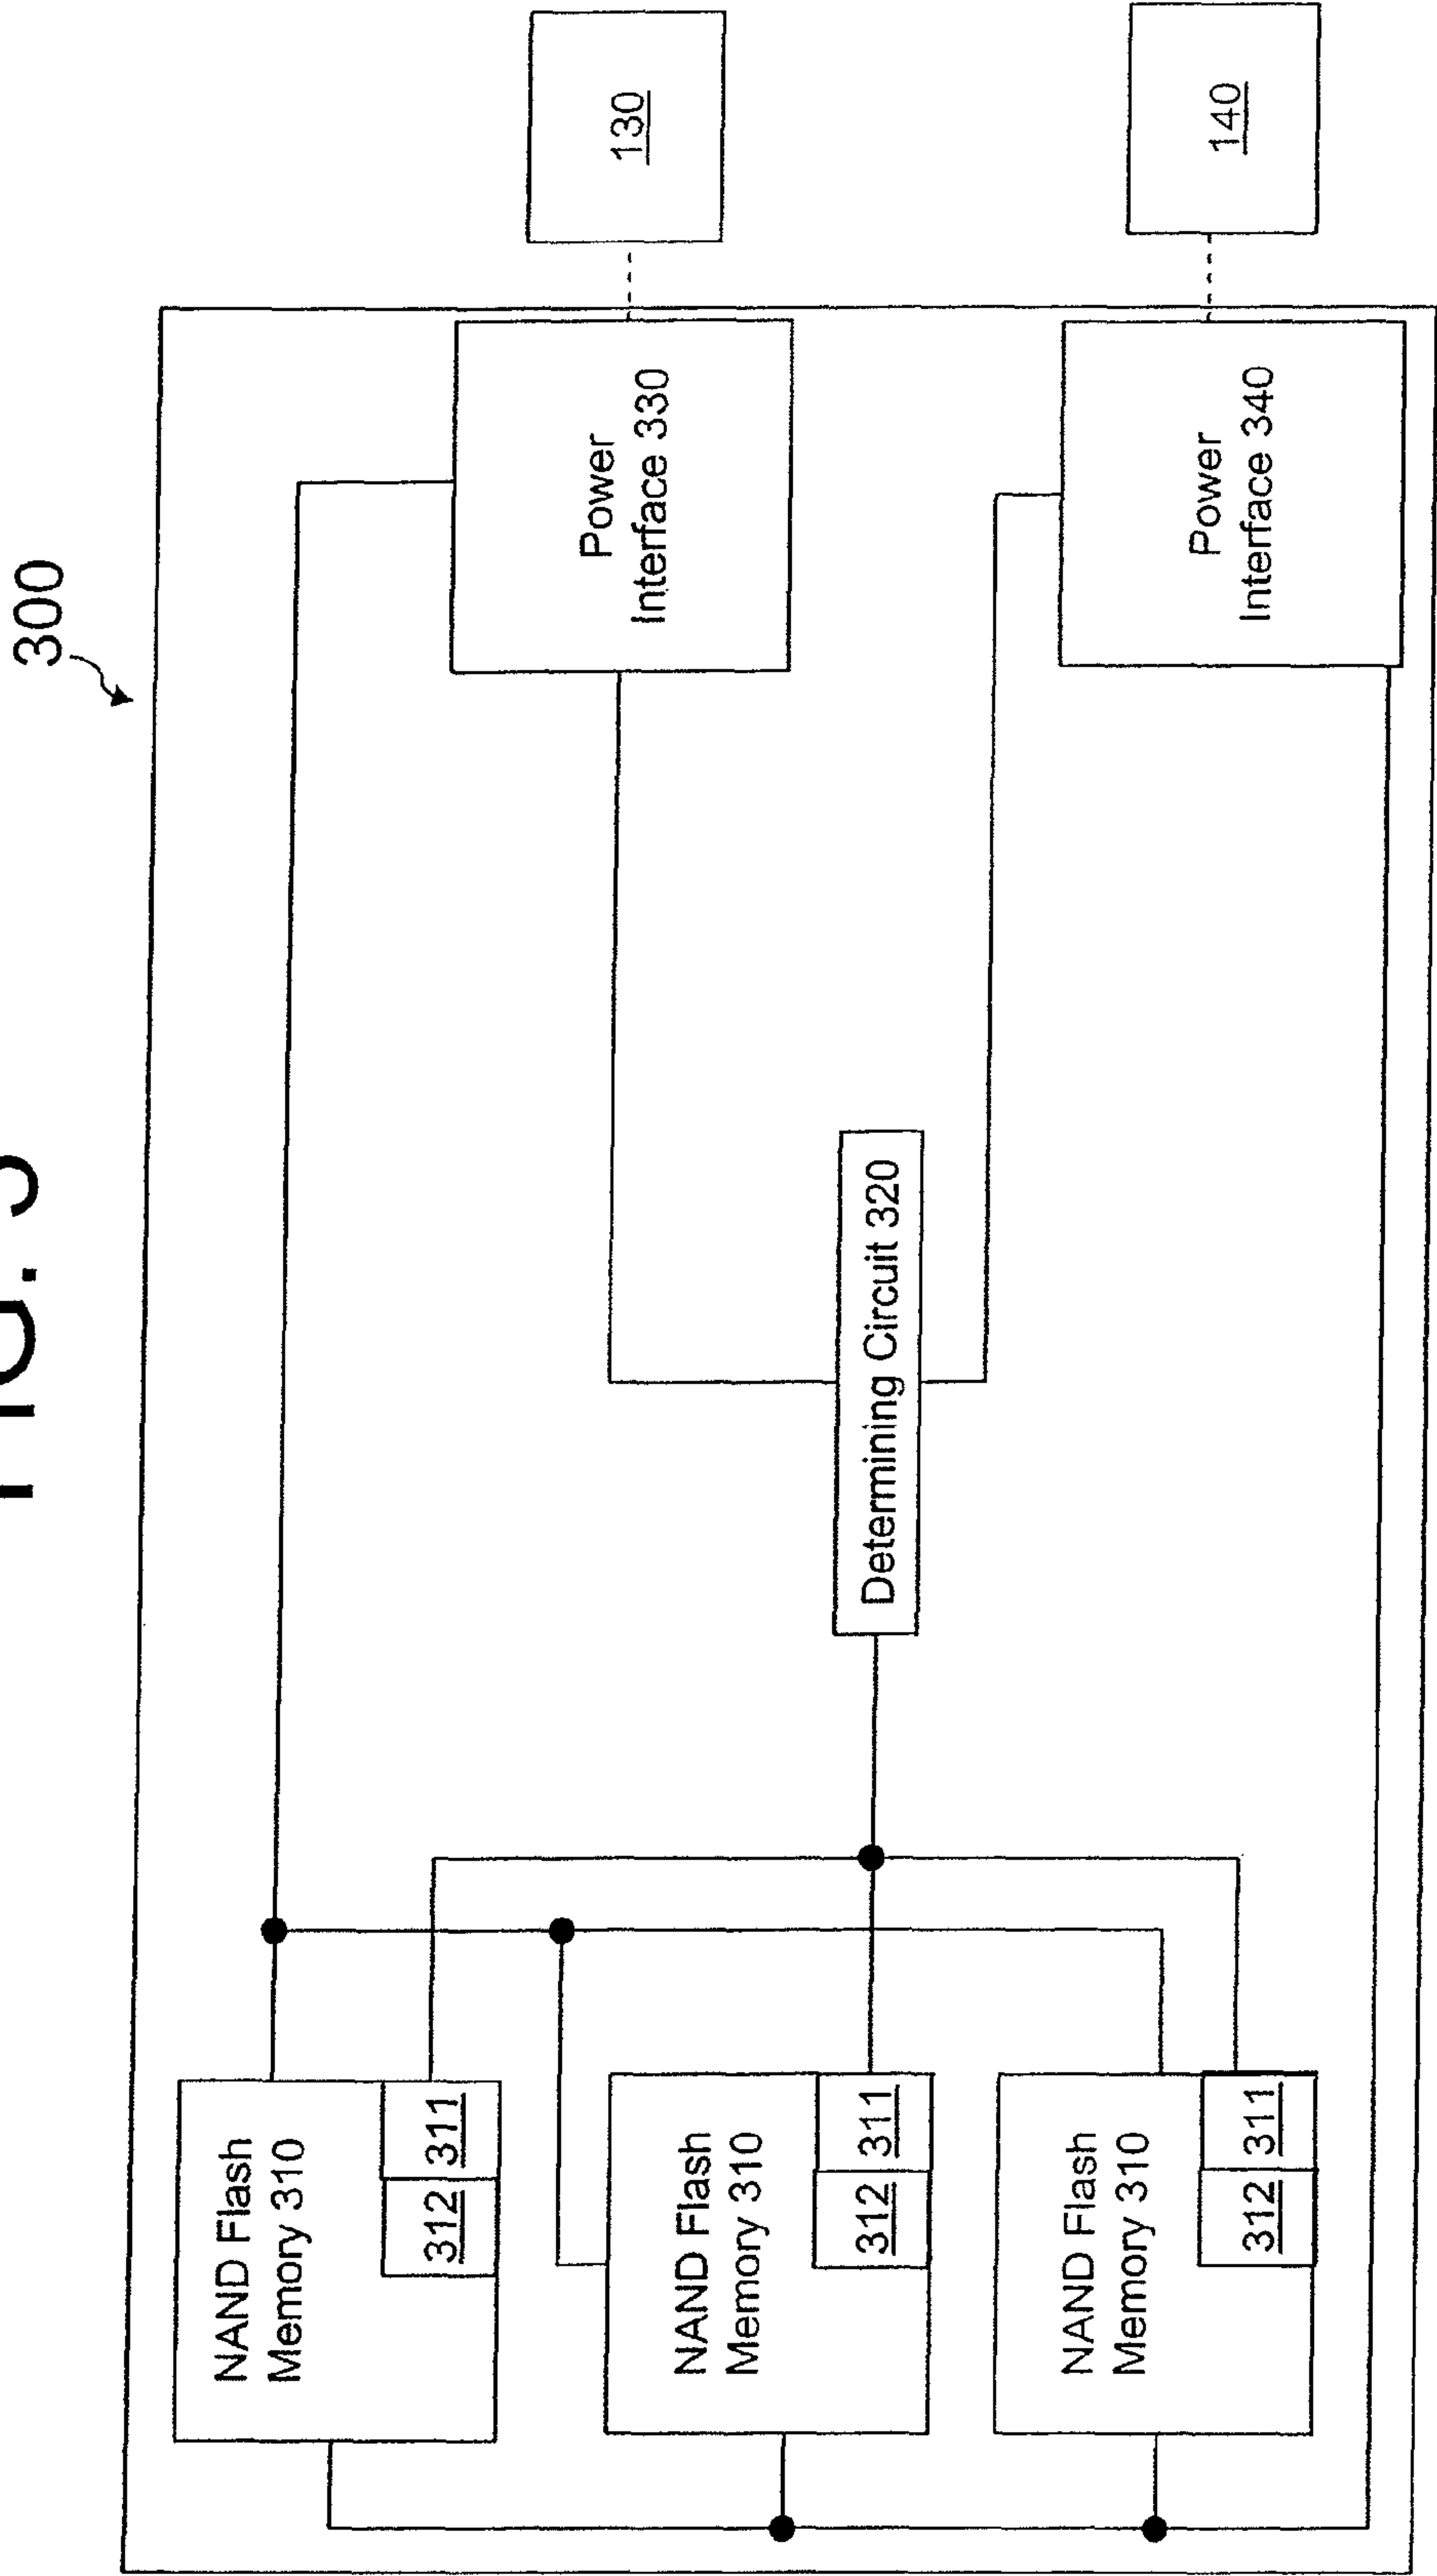 300
130
140
Power
Interface 330
Power
Interface 340
Determining Circuit 320
NAND Flash
Memory 310
312 311
NAND Flash
Memory 310
312 311
NAND Flash
Memory 310
312 311